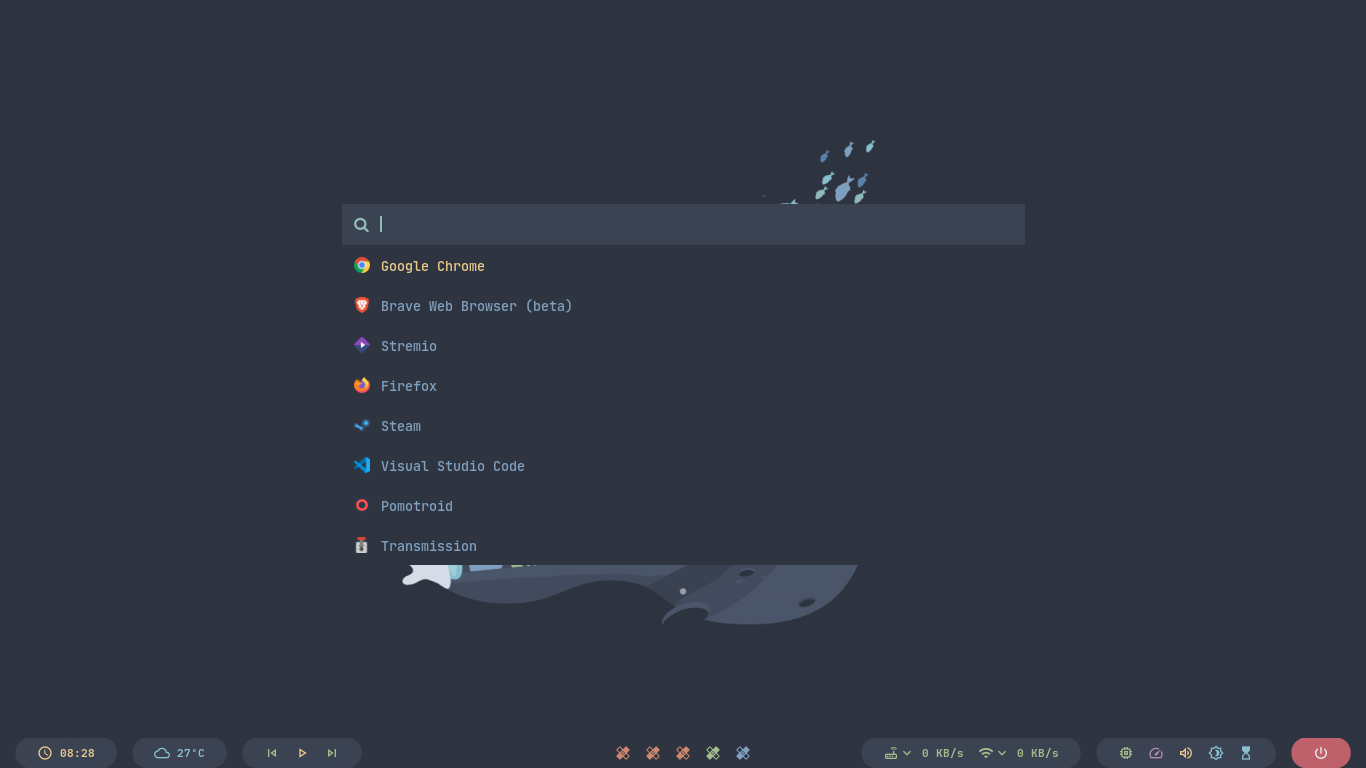 Google Chrome
Brave Web Browser (beta)
Stremio
Firefox
Steam
Visual Studio Code
Pomotroid
Transmission
08:28 27°C 0 KB/s 0 KB/s